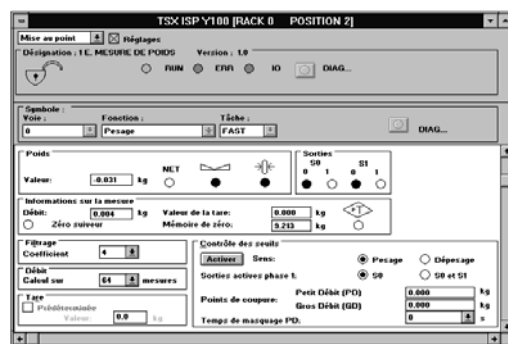 TSX ISP Y100 [RACK 0 POSITION 2]
Mise au point Réglages
Désignation : 1 E. MESURE DE POIDS Version : 1.0
RUN ERR IO DIAG...
Symbole :
Voie : Fonction : Tâche :
0 Pesage FAST DIAG...
Poids Sorties
NET S0 S1
0 1 0 1
Valeur: -0.031 kg
Informations sur la mesure
Débit: 0.004 kg Valeur de la tare: 0.000 kg +T
Zéro suiveur Mémoire de zéro: 9.213 kg
Filtrage Contrôle des seuils
Coefficient 4 Activer Sens: Pesage Dépesage
Débit Sorties actives phase 1: S0 S0 et S1
Calcul sur 64 mesures
Petit Débit (PD) 0.000 kg
Tare Points de coupure:
Prédéterminée Gros Débit (GD) 0.000 kg
Valeur: 0.0 kg Temps de masquage PD: 0 s